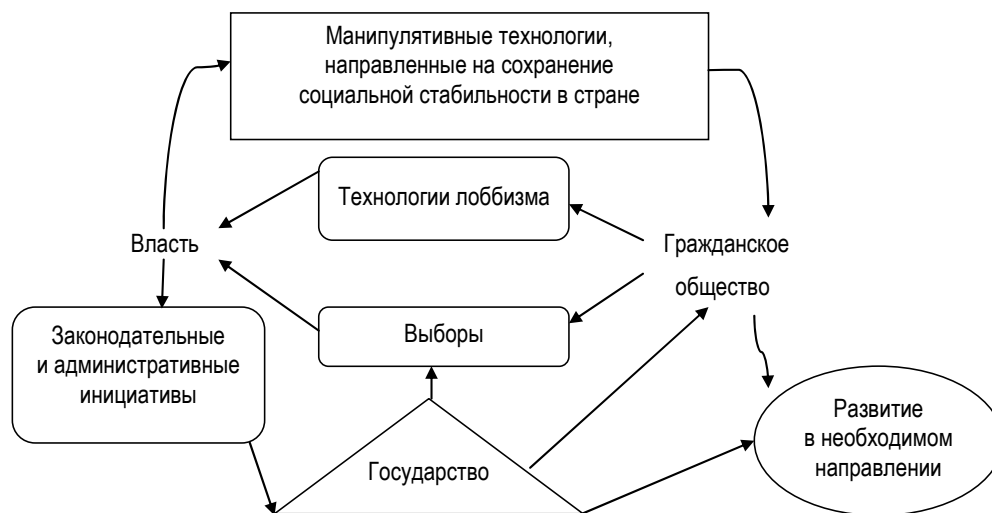 Манипулятивные технологии,
направленные на сохранение
социальной стабильности в стране
Технологии лоббизма
Власть
Гражданское
общество
Законодательные
и административные
инициативы
Выборы
Государство
Развитие
в необходимом
направлении